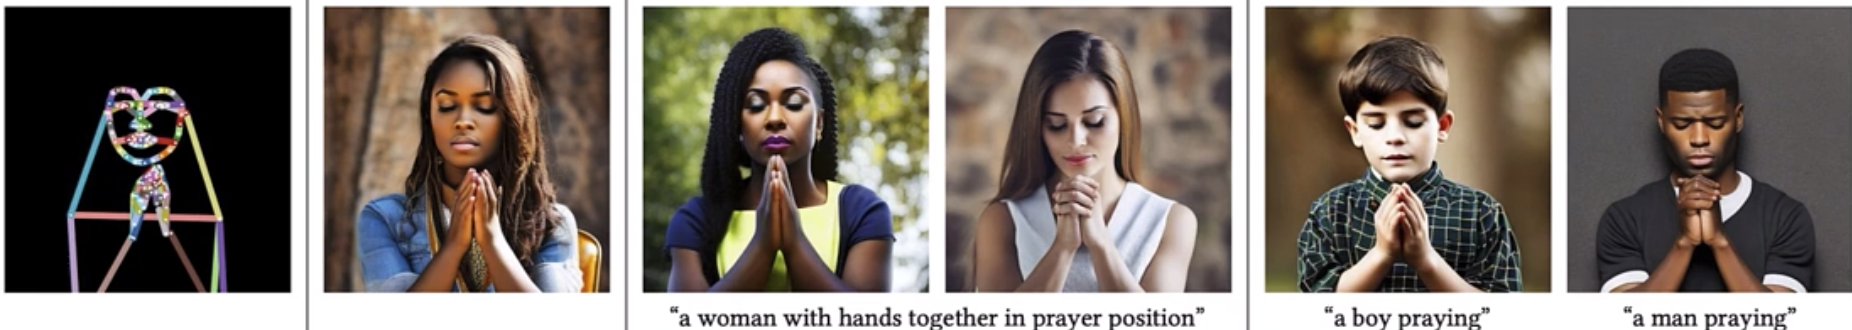 “a woman with hands together in prayer position”
“a boy praying”
“a man praying”